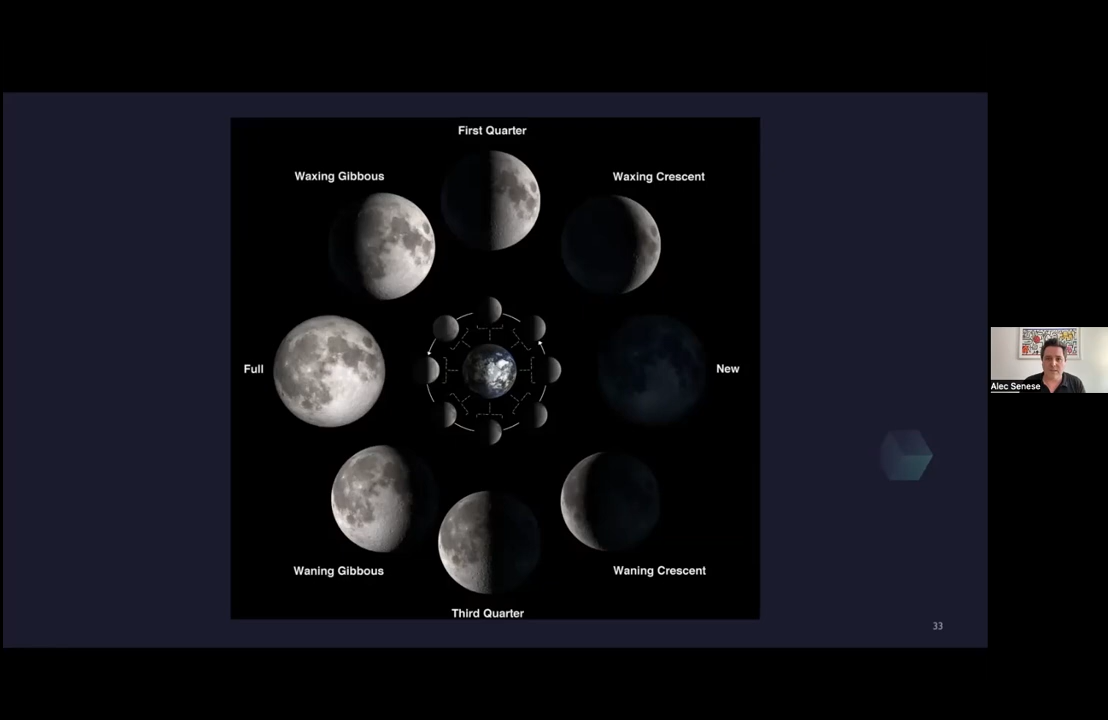 First Quarter
Waxing Gibbous
Waxing Crescent
Full
New
Alec Senese
Waning Gibbous
Waning Crescent
Third Quarter
33